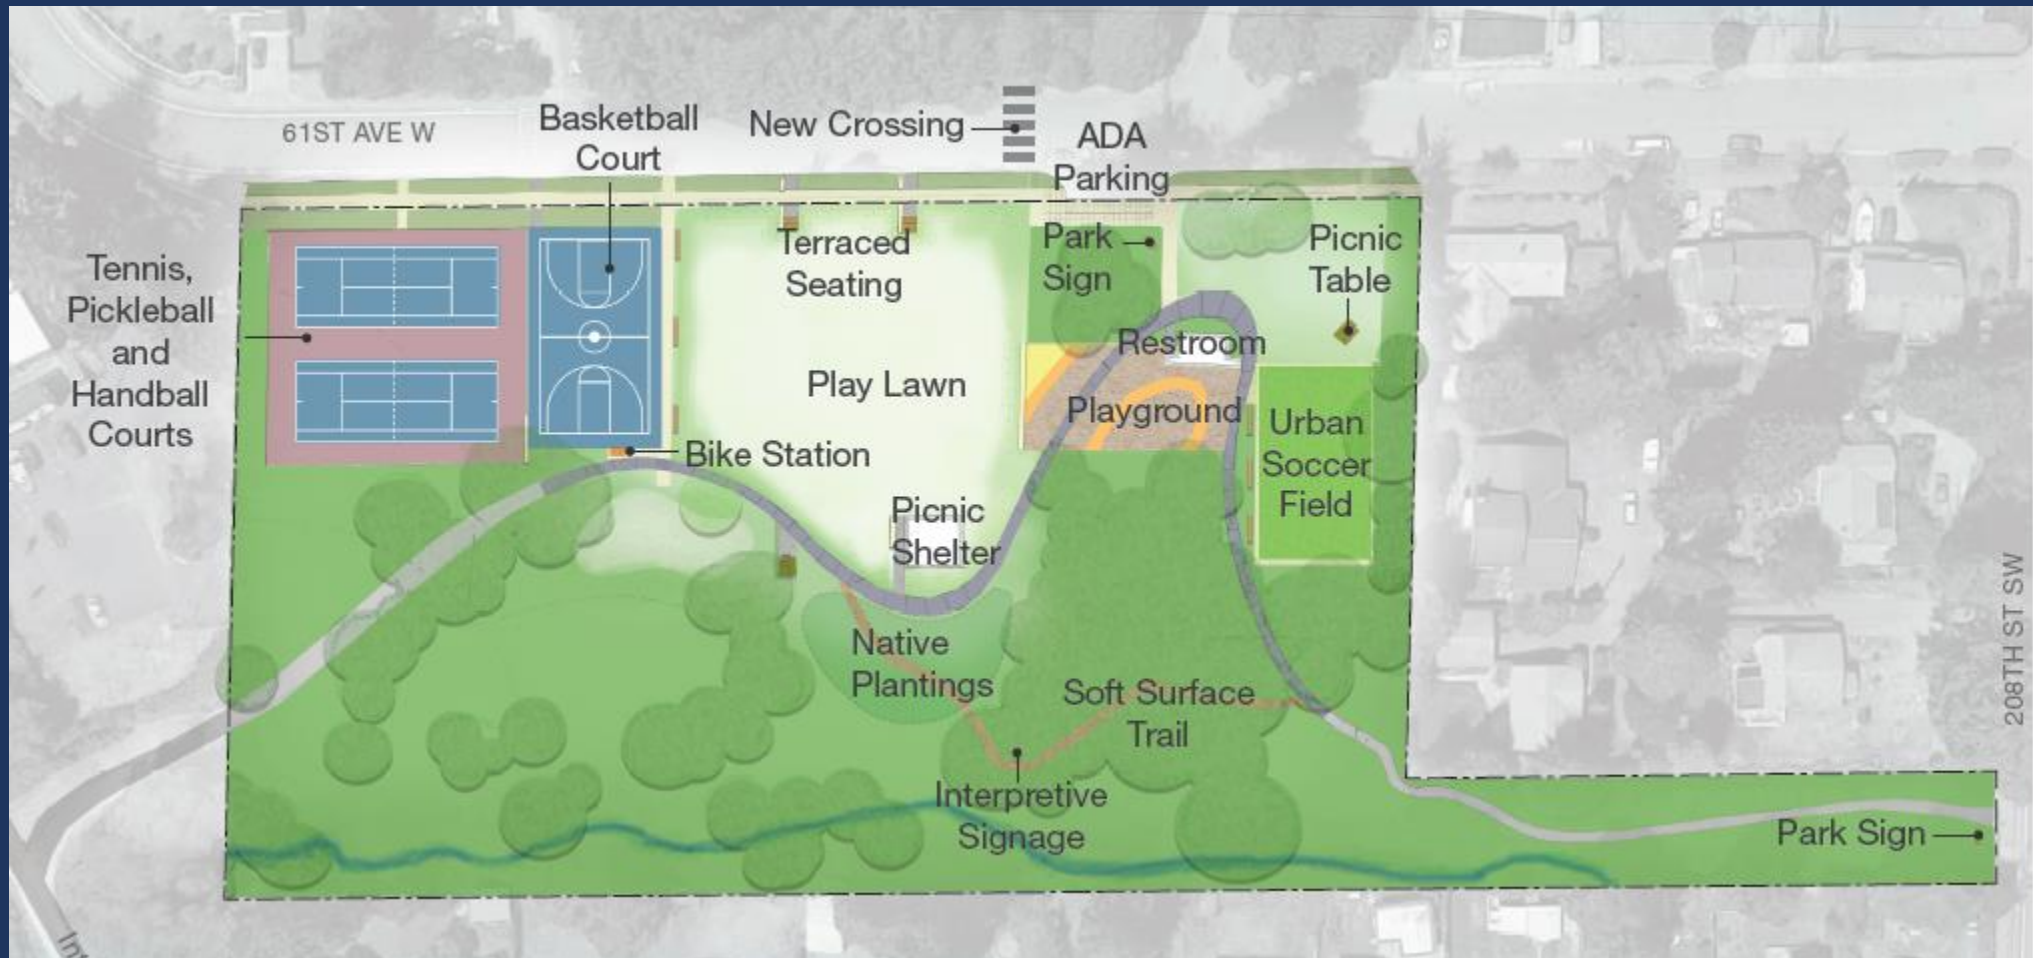 61ST AVE W
Basketball
Court
New Crossing
ADA
Parking
Tennis,
Pickleball
and
Handball
Courts
Terraced
Seating
Park
Sign
Picnic
Table
Restroom
Play Lawn
Playground
Urban
Soccer
Field
Bike Station
Picnic
Shelter
Native
Plantings
Soft Surface
Trail
Interpretive
Signage
Park Sign
208TH ST SW